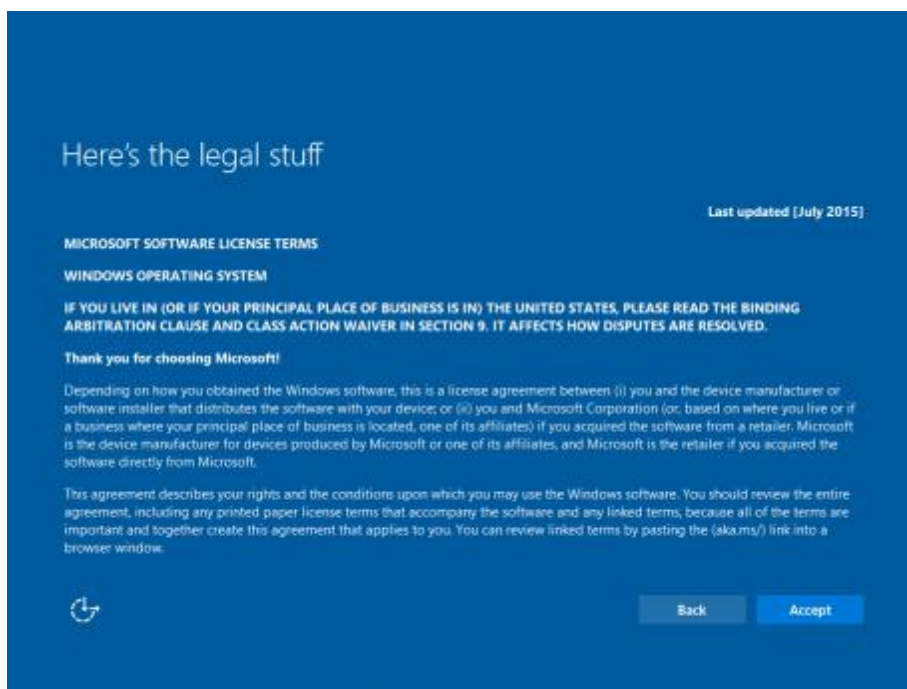 Here's the legal stuff
Last updated [July 2015]
MICROSOFT SOFTWARE LICENSE TERMS
WINDOWS OPERATING SYSTEM
IF YOU LIVE IN (OR IF YOUR PRINCIPAL PLACE OF BUSINESS IS IN) THE UNITED STATES, PLEASE READ THE BINDING
ARBITRATION CLAUSE AND CLASS ACTION WAIVER IN SECTION 9. IT AFFECTS HOW DISPUTES ARE RESOLVED.
Thank you for choosing Microsoft!
Depending on how you obtained the Windows software, this is a license agreement between (i) you and the device manufacturer or
software installer that distributes the software with your device; or (ii) you and Microsoft Corporation (or, based on where you live or if
a business where your principal place of business is located, one of its affiliates) if you acquired the software from a retailer. Microsoft
is the device manufacturer for devices produced by Microsoft or one of its affiliates, and Microsoft is the retailer if you acquired the
software directly from Microsoft.
This agreement describes your rights and the conditions upon which you may use the Windows software. You should review the entire
agreement, including any printed paper license terms that accompany the software and any linked terms, because all of the terms are
important and together create this agreement that applies to you. You can review linked terms by pasting the (aka.ms/) link into a
browser window.
Back
Accept